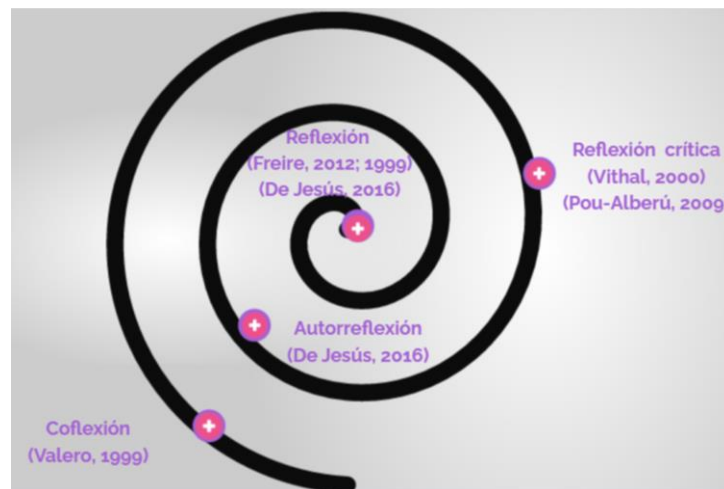 Reflexión
(Freire, 2012; 1999)
(De Jesús, 2016)
Reflexión crítica
(Vithal, 2000)
(Pou-Alberú, 2009
Autorreflexión
(De Jesús, 2016)
Coflexión
(Valero, 1999)